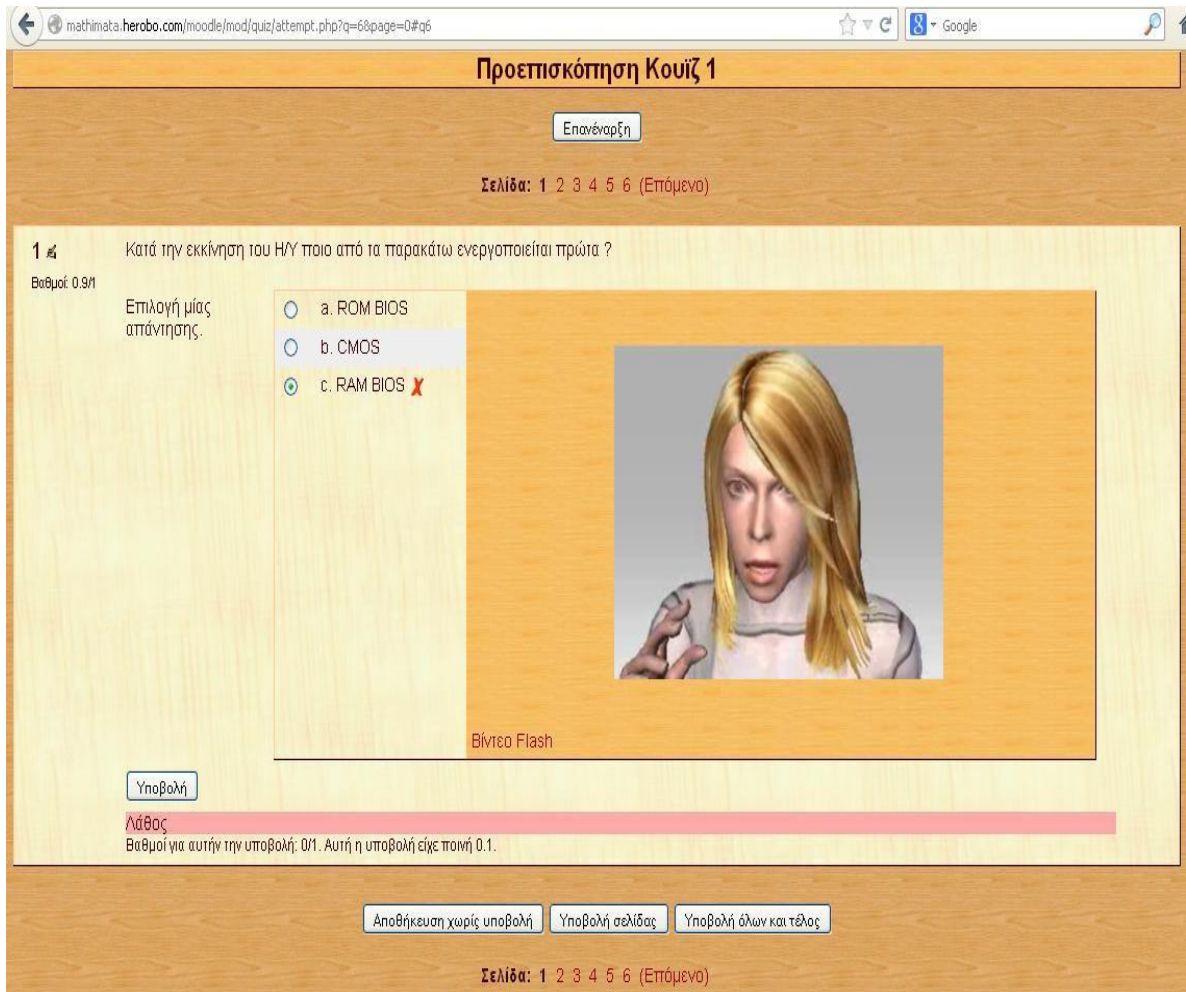 mathimata.herobo.com/moodle/mod/quiz/attempt.php?q=6&page=0#q6
Google
Προεπισκόπηση Κουϊζ 1
Επανέναρξη
Σελίδα: 1 2 3 4 5 6 (Επόμενο)
1
Κατά την εκκίνηση του Η/Υ ποιο από τα παρακάτω ενεργοποιείται πρώτα ?
Βαθμοί: 0.9/1
Επιλογή μίας
απάντησης.
a. ROM BIOS
b. CMOS
c. RAM BIOS
Βίντεο Flash
Υποβολή
Λάθος
Βαθμοί για αυτήν την υποβολή: 0/1. Αυτή η υποβολή είχε ποινή 0.1.
Αποθήκευση χωρίς υποβολή Υποβολή σελίδας Υποβολή όλων και τέλος
Σελίδα: 1 2 3 4 5 6 (Επόμενο)